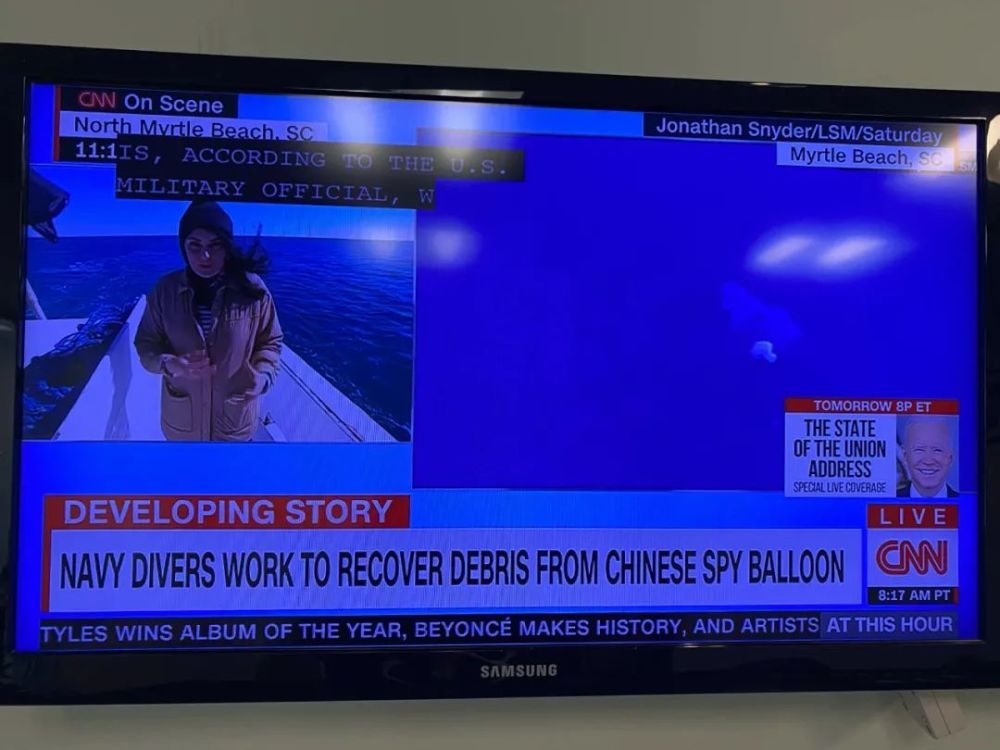 CNN On Scene
North Myrtle Beach, SC
11:1
IS, ACCORDING TO THE U.S.
MILITARY OFFICIAL, W
Jonathan Snyder/LSM/Saturday
Myrtle Beach, SC
TOMORROW 8P ET
THE STATE
OF THE UNION
ADDRESS
SPECIAL LIVE COVERAGE
DEVELOPING STORY
NAVY DIVERS WORK TO RECOVER DEBRIS FROM CHINESE SPY BALLOON
LIVE
CNN
8:17 AM PT
TYLES WINS ALBUM OF THE YEAR, BEYONCÉ MAKES HISTORY, AND ARTISTS AT THIS HOUR
SAMSUNG